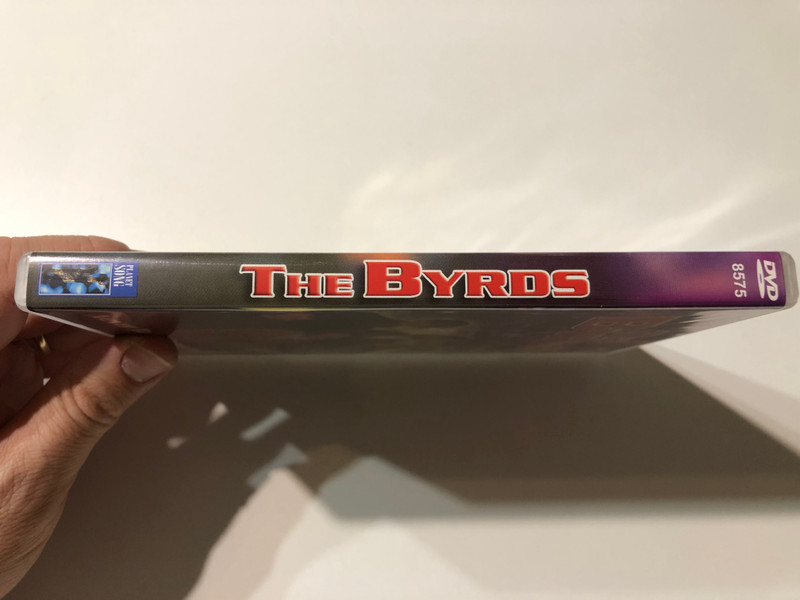 PLANET
SONG
THE BYRDS
8575
DVD